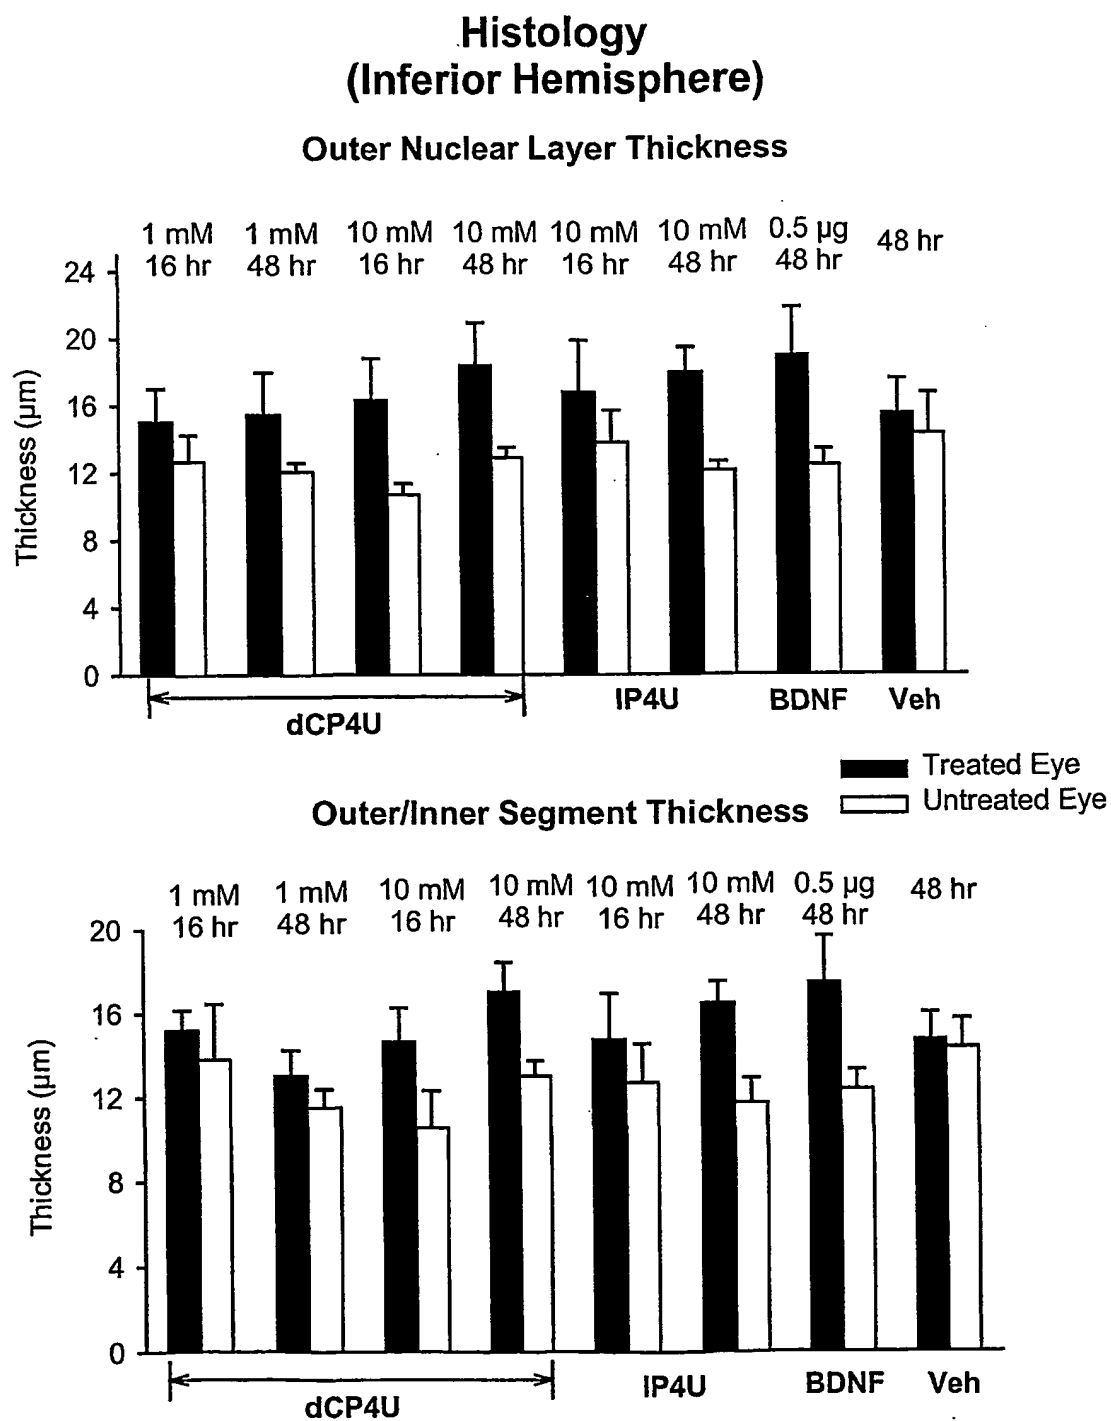 Histology
(Inferior Hemisphere)
Outer Nuclear Layer Thickness
1 mM 1 mM 10 mM 10 mM 10 mM 10 mM 0.5 µg 48 hr
16 hr 48 hr 16 hr 48 hr 16 hr 48 hr 48 hr
24
20
16
12
8
4
0
Thickness (µm)
dCP4U IP4U BDNF Veh
Treated Eye
Untreated Eye
Outer/Inner Segment Thickness
1 mM 1 mM 10 mM 10 mM 10 mM 10 mM 0.5 µg 48 hr
16 hr 48 hr 16 hr 48 hr 16 hr 48 hr 48 hr
20
16
12
8
4
0
Thickness (µm)
dCP4U IP4U BDNF Veh